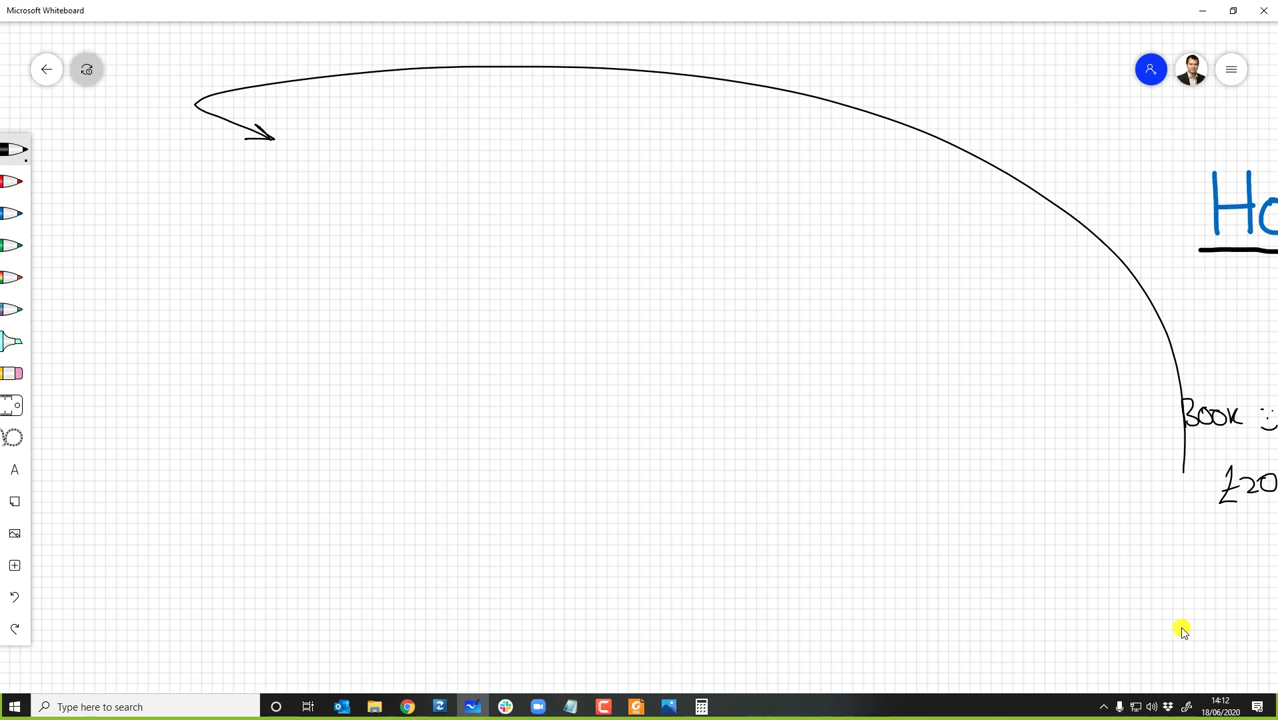 Microsoft Whiteboard
Ho
Book :
£20
A
Type here to search
14:12
18/06/2020